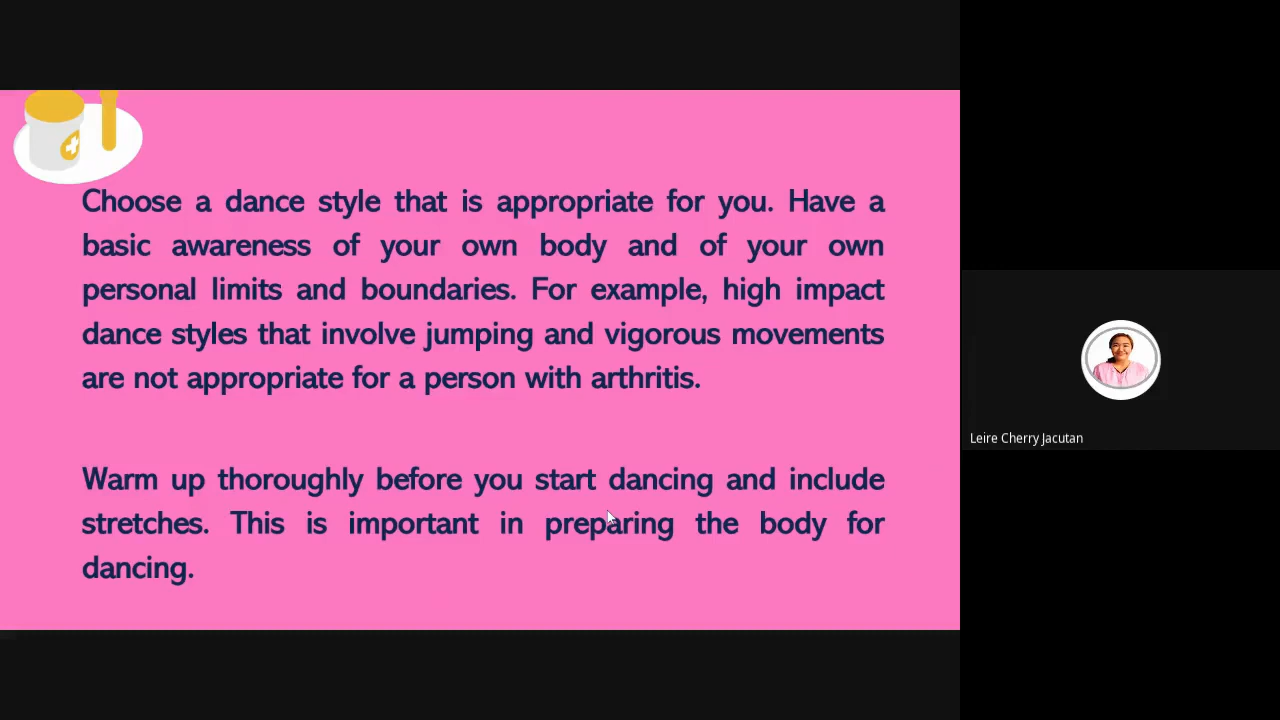 Choose a dance style that is appropriate for you. Have a
basic awareness of your own body and of your own
personal limits and boundaries. For example, high impact
dance styles that involve jumping and vigorous movements
are not appropriate for a person with arthritis.
Warm up thoroughly before you start dancing and include
stretches. This is important in preparing the body for
dancing.
Leire Cherry Jacutan